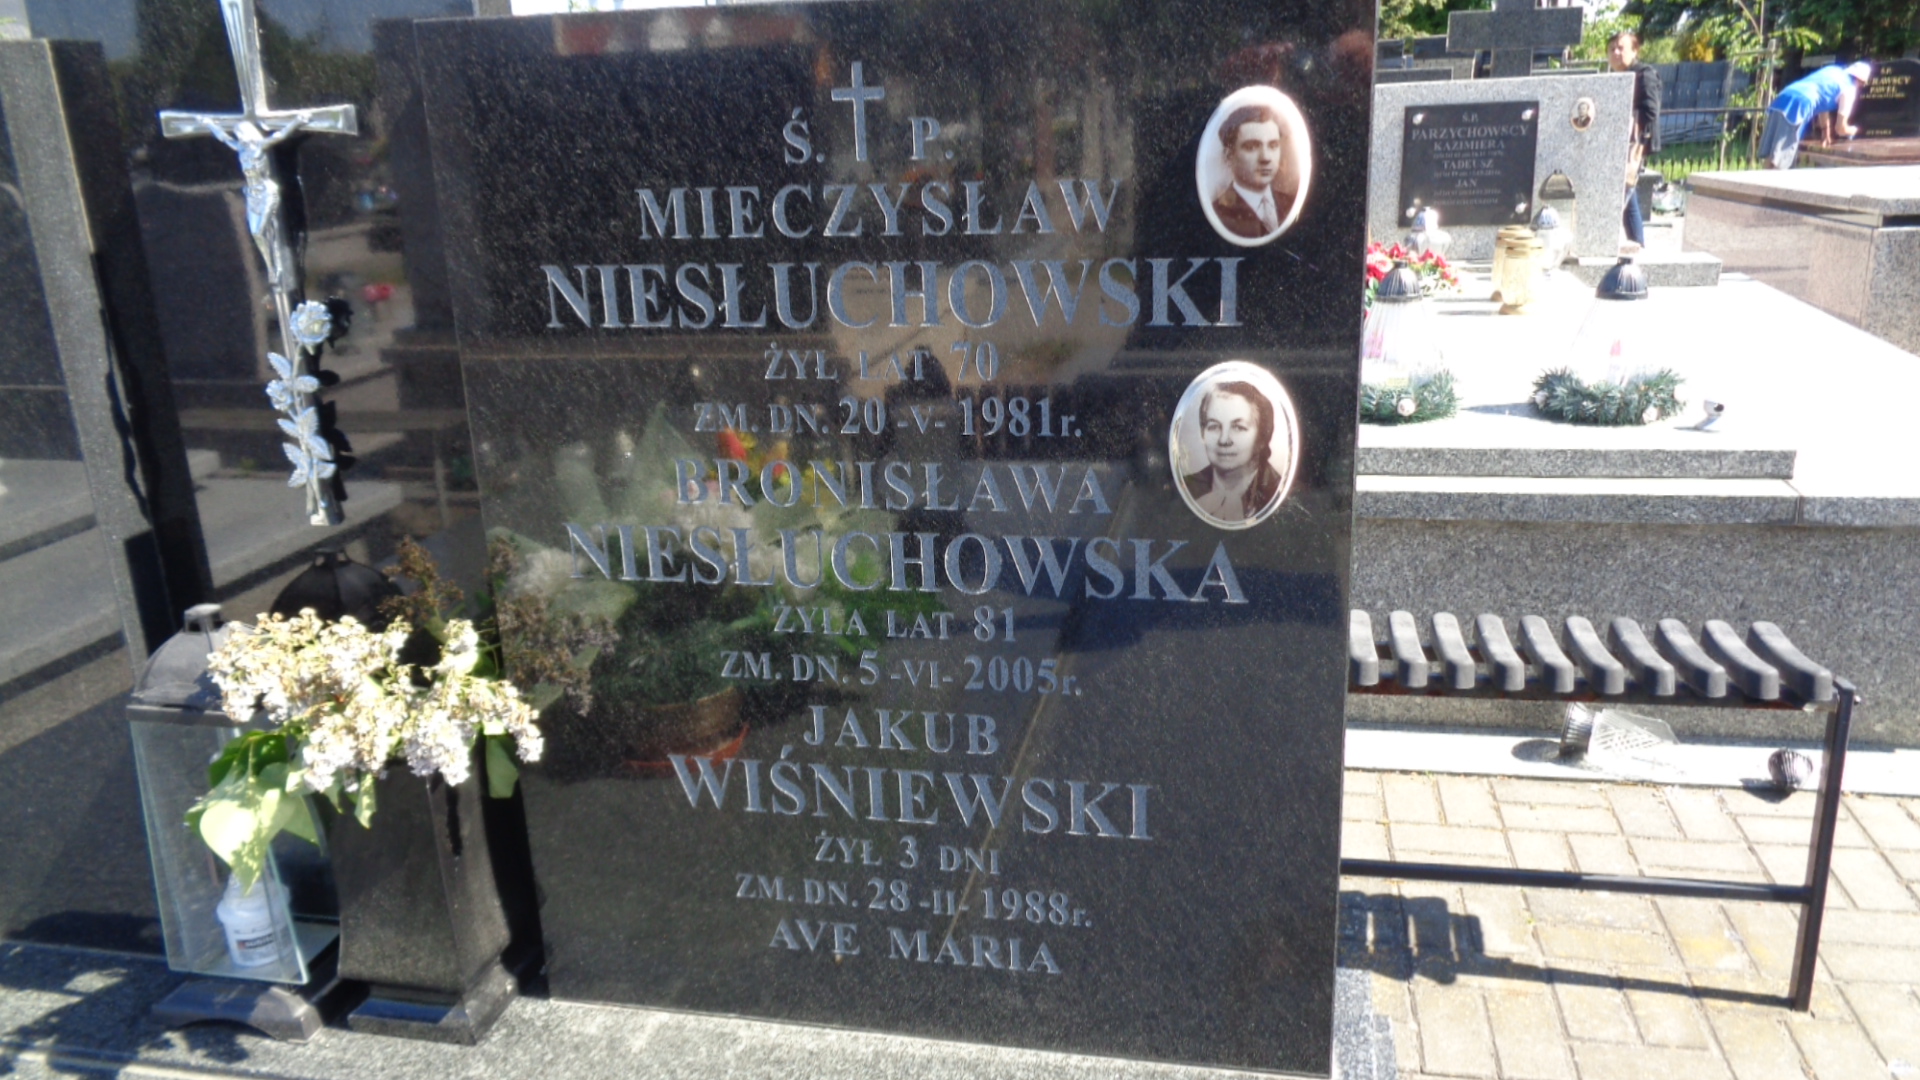 Ś. P.
MIECZYSŁAW
NIESŁUCHOWSKI
ŻYŁ LAT 70
ZM. DN. 20-V-1981r.
BRONISŁAWA
NIESŁUCHOWSKA
ŻYŁA LAT 81
ZM. DN. 5-VI-2005r.
JAKUB
WIŚNIEWSKI
ŻYŁ 3 DNI
ZM. DN. 28-II-1988r.
AVE MARIA
Ś.P.
PARZYCHOWSCY
KAZIMIERA
TADEUSZ
JAN
Ś.P.
PAWEŁ